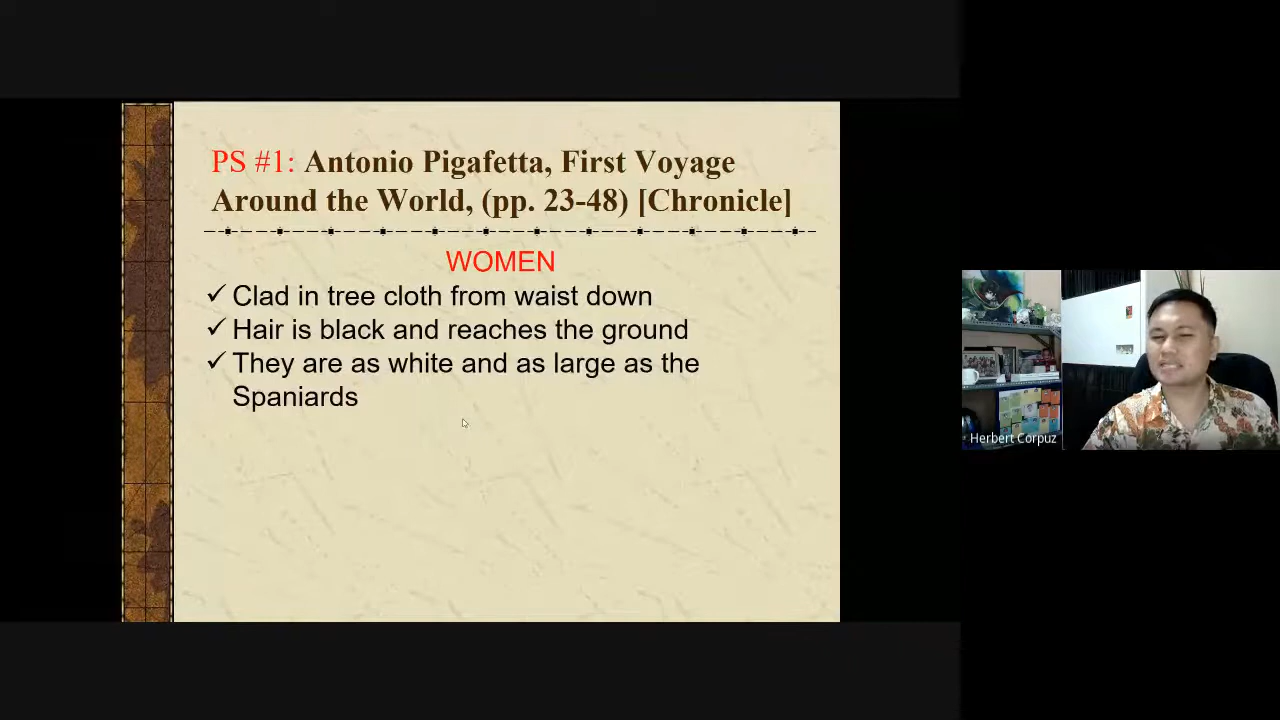 PS #1: Antonio Pigafetta, First Voyage
Around the World, (pp. 23-48) [Chronicle]
WOMEN
✓ Clad in tree cloth from waist down
✓ Hair is black and reaches the ground
✓ They are as white and as large as the
Spaniards
Herbert Corpuz